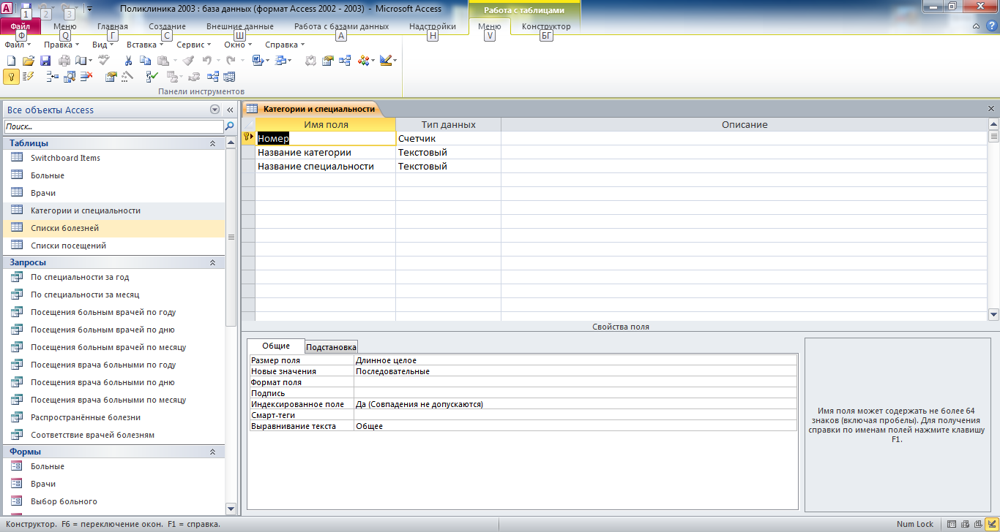 Поликлиника 2003 : база данных (формат Access 2002 - 2003) - Microsoft Access
Работа с таблицами
1 2 3
Файл Меню Главная Создание Внешние данные Работа с базами данных Надстройки Меню Конструктор
Ф Q Г С Ш А Н V БГ
Файл Правка Вид Вставка Сервис Окно Справка
Панели инструментов
Все объекты Access
Поиск...
Таблицы
Switchboard Items
Больные
Врачи
Категории и специальности
Списки болезней
Списки посещений
Запросы
По специальности за год
По специальности за месяц
Посещения больным врачей по году
Посещения больным врачей по дню
Посещения больным врачей по месяцу
Посещения врача больными по году
Посещения врача больными по дню
Посещения врача больными по месяцу
Распространённые болезни
Соответствие врачей болезням
Формы
Больные
Врачи
Выбор больного
Категории и специальности
Имя поля Тип данных Описание
Номер Счетчик
Название категории Текстовый
Название специальности Текстовый
Свойства поля
Общие Подстановка
Размер поля Длинное целое
Новые значения Последовательные
Формат поля
Подпись
Индексированное поле Да (Совпадения не допускаются)
Смарт-теги
Выравнивание текста Общее
Имя поля может содержать не более 64
знаков (включая пробелы). Для получения
справки по именам полей нажмите клавишу
F1.
Конструктор. F6 = переключение окон. F1 = справка.
Num Lock